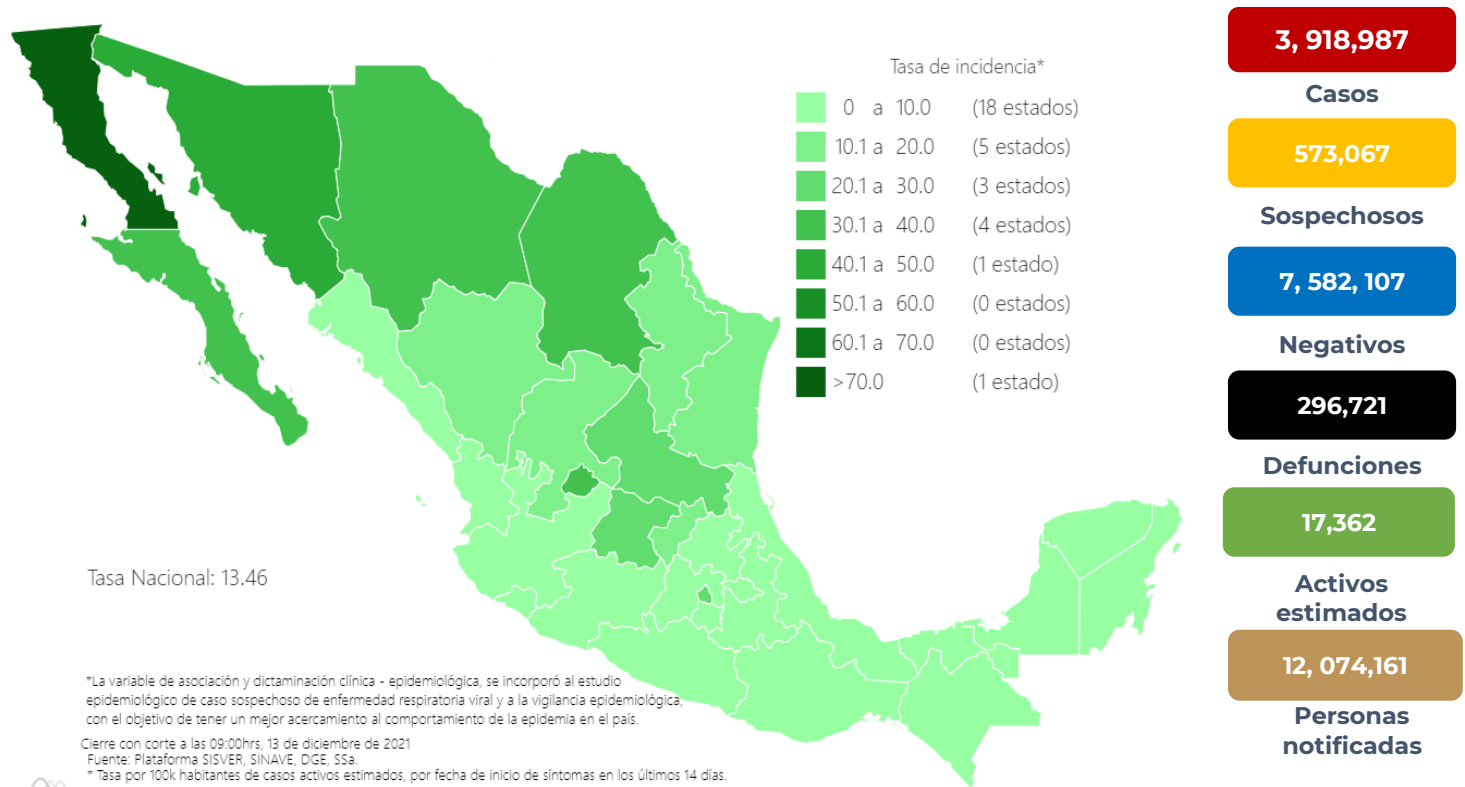 Tasa de incidencia*
0 a 10.0 (18 estados)
10.1 a 20.0 (5 estados)
20.1 a 30.0 (3 estados)
30.1 a 40.0 (4 estados)
40.1 a 50.0 (1 estado)
50.1 a 60.0 (0 estados)
60.1 a 70.0 (0 estados)
>70.0 (1 estado)
Tasa Nacional: 13.46
*La variable de asociación y dictaminación clínica - epidemiológica, se incorporó al estudio
epidemiológico de caso sospechoso de enfermedad respiratoria viral y a la vigilancia epidemiológica,
con el objetivo de tener un mejor acercamiento al comportamiento de la epidemia en el país.
Cierre con corte a las 09:00hrs, 13 de diciembre de 2021
Fuente: Plataforma SISVER, SINAVE, DGE, SSa.
* Tasa por 100k habitantes de casos activos estimados, por fecha de inicio de síntomas en los últimos 14 días.
3, 918,987
Casos
573,067
Sospechosos
7, 582, 107
Negativos
296,721
Defunciones
17,362
Activos
estimados
12, 074,161
Personas
notificadas